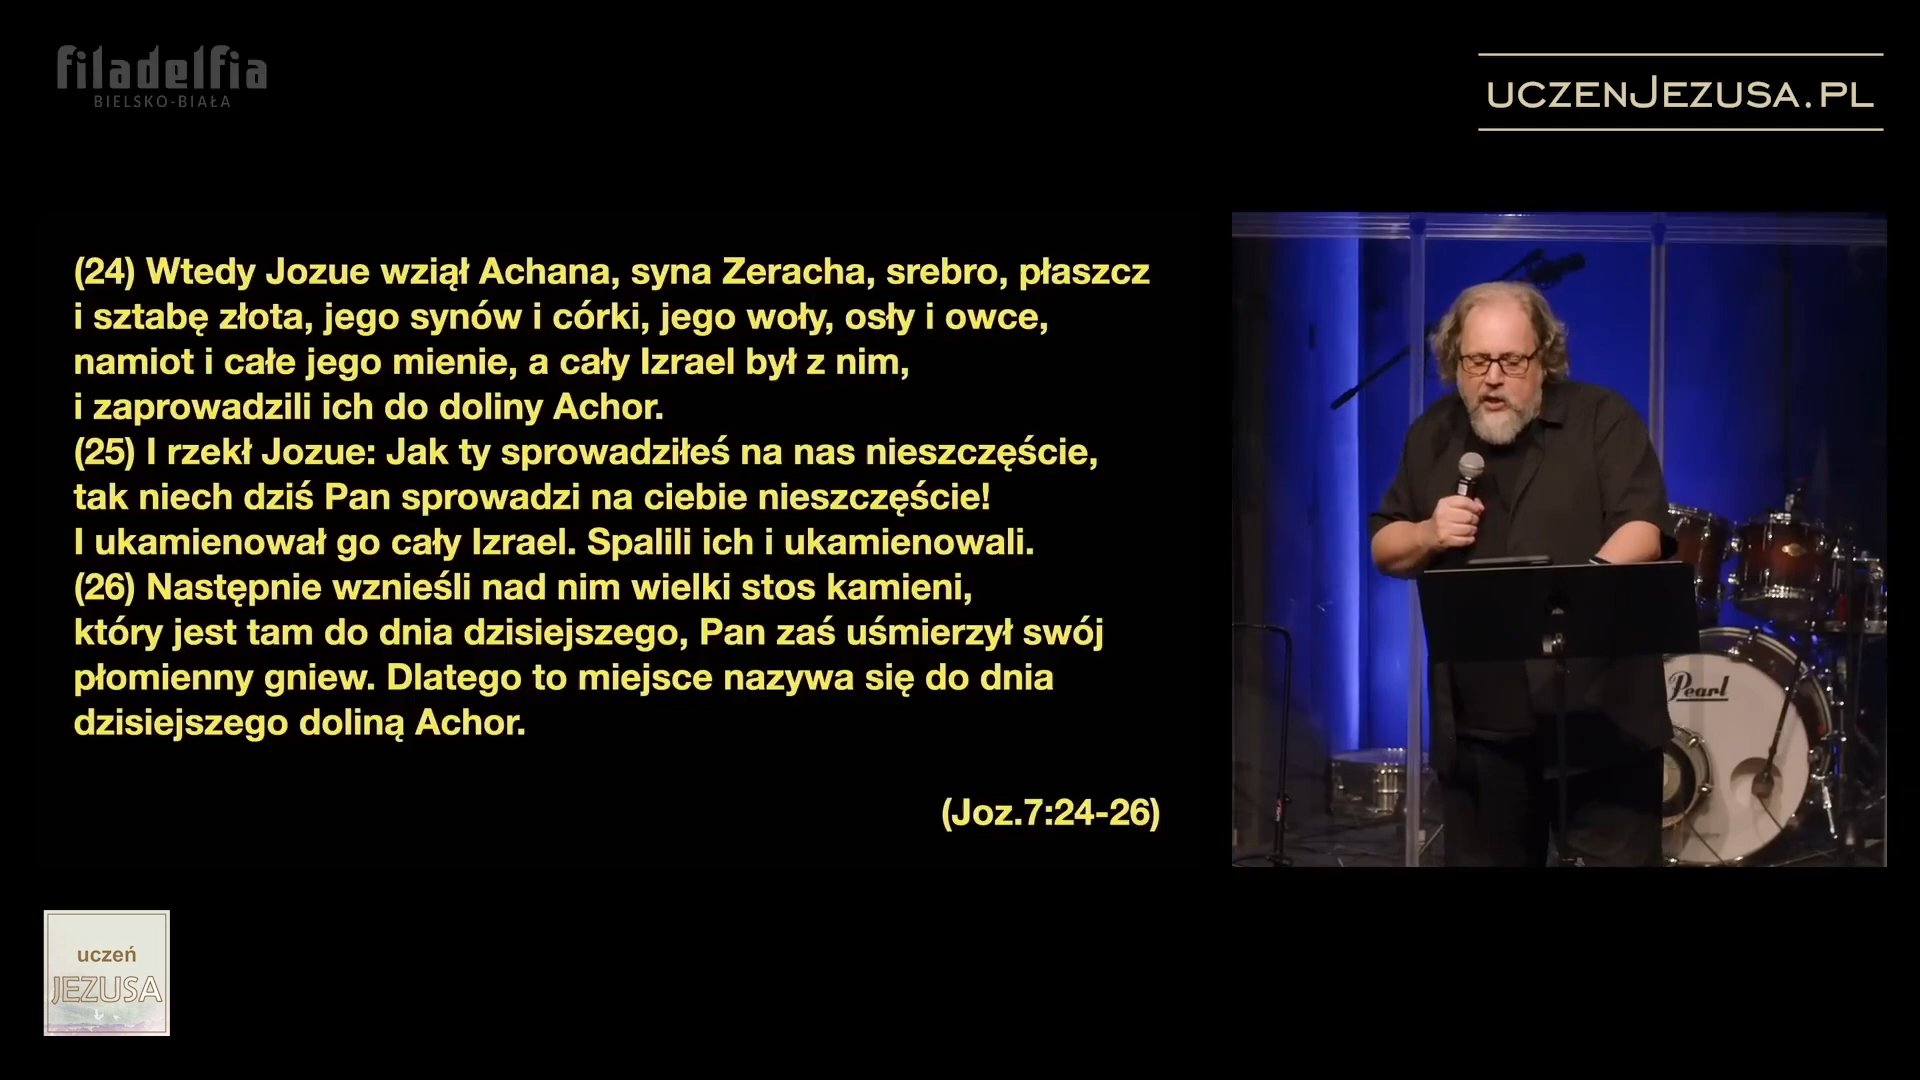 filadelfia
BIELSKO-BIAŁA
UCZENJEZUSA.PL
(24) Wtedy Jozue wziął Achana, syna Zeracha, srebro, płaszcz
i sztabę złota, jego synów i córki, jego woły, osły i owce,
namiot i całe jego mienie, a cały Izrael był z nim,
i zaprowadzili ich do doliny Achor.
(25) I rzekł Jozue: Jak ty sprowadziłeś na nas nieszczęście,
tak niech dziś Pan sprowadzi na ciebie nieszczęście!
I ukamienował go cały Izrael. Spalili ich i ukamienowali.
(26) Następnie wznieśli nad nim wielki stos kamieni,
który jest tam do dnia dzisiejszego, Pan zaś uśmierzył swój
płomienny gniew. Dlatego to miejsce nazywa się do dnia
dzisiejszego doliną Achor.
(Joz.7:24-26)
Pearl
uczeń
JEZUSA